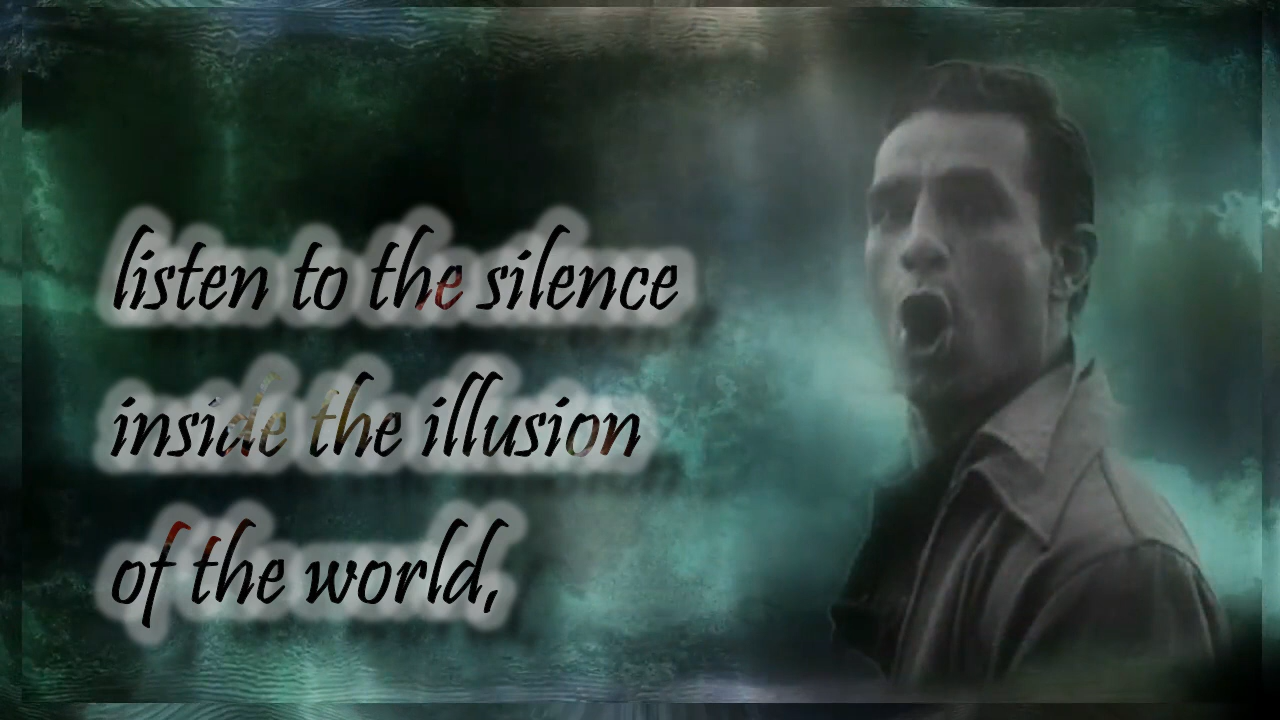 listen to the silence
inside the illusion
of the world,